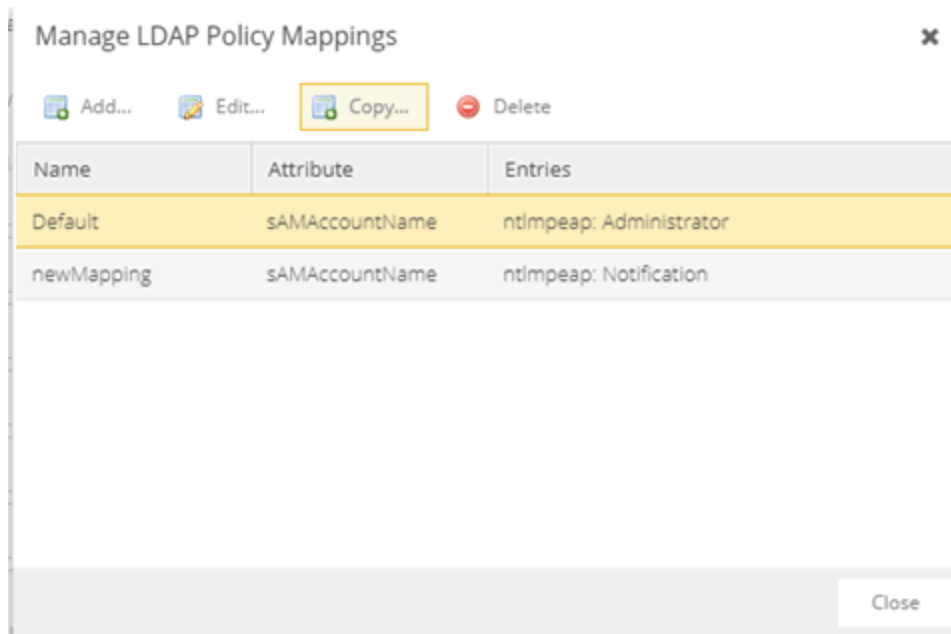 Manage LDAP Policy Mappings
Add... Edit... Copy... Delete
Name Attribute Entries
Default sAMAccountName ntlmpeap: Administrator
newMapping sAMAccountName ntlmpeap: Notification
Close